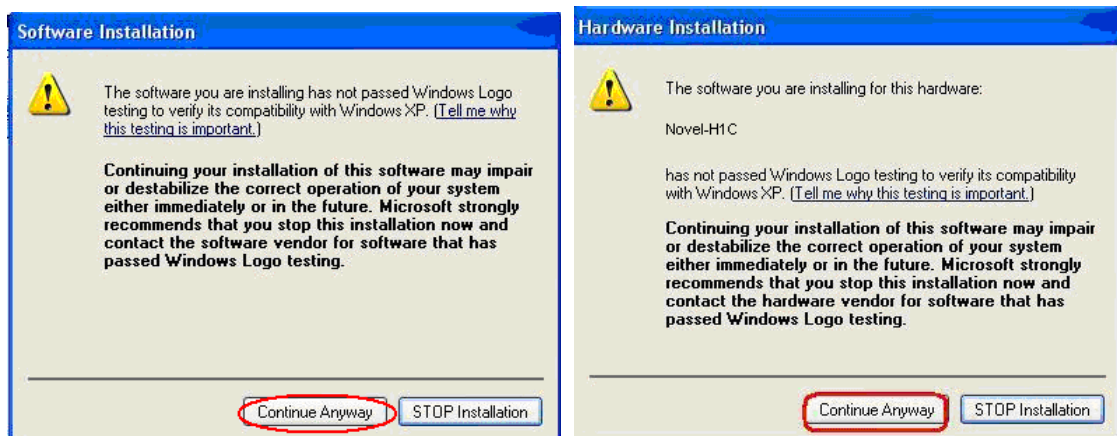 Software Installation
The software you are installing has not passed Windows Logo
testing to verify its compatibility with Windows XP. (Tell me why
this testing is important.)
Continuing your installation of this software may impair
or destabilize the correct operation of your system
either immediately or in the future. Microsoft strongly
recommends that you stop this installation now and
contact the software vendor for software that has
passed Windows Logo testing.
Continue Anyway
STOP Installation
Hardware Installation
The software you are installing for this hardware:
Novel-H1C
has not passed Windows Logo testing to verify its compatibility
with Windows XP. (Tell me why this testing is important.)
Continuing your installation of this software may impair
or destabilize the correct operation of your system
either immediately or in the future. Microsoft strongly
recommends that you stop this installation now and
contact the hardware vendor for software that has
passed Windows Logo testing.
Continue Anyway
STOP Installation